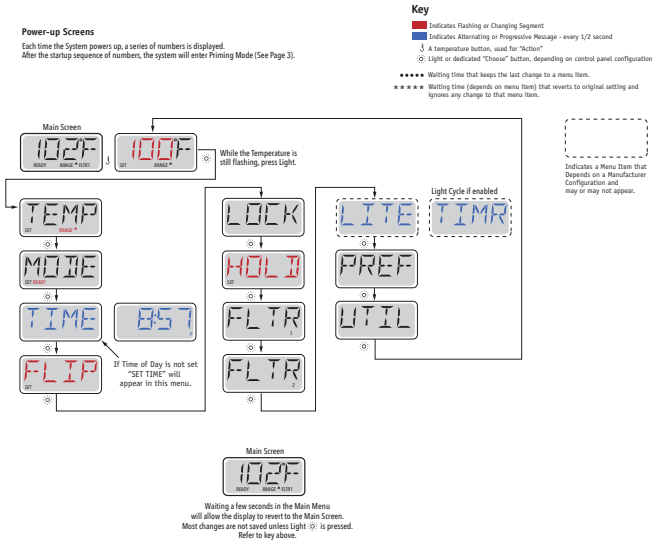 Key
Indicates Flashing or Changing Segment
Indicates Alternating or Progressive Message - every 1/2 second
A temperature button, used for "Action"
Light or dedicated "Choose" button, depending on control panel configuration
Waiting time that keeps the last change to a menu item.
***** Waiting time (depends on menu item) that reverts to original setting and
ignores any change to that menu item.
Power-up Screens
Each time the System powers up, a series of numbers is displayed.
After the startup sequence of numbers, the system will enter Priming Mode (See Page 3).
Main Screen
102°F
READY RANGE FLTR1
100°F
SET RANGE
While the Temperature is
still flashing, press Light.
Indicates a Menu Item that
Depends on a Manufacturer
Configuration and
may or may not appear.
TEMP
SET RANGE
MODE
SET READY
TIME
8:57
P
If Time of Day is not set
"SET TIME" will
appear in this menu.
FLIP
SET
LOCK
HOLD
SET
FLTR
1
FLTR
2
Light Cycle if enabled
LITE TIMR
PREF
UTIL
Main Screen
102°F
READY RANGE FLTR1
Waiting a few seconds in the Main Menu
will allow the display to revert to the Main Screen.
Most changes are not saved unless Light is pressed.
Refer to key above.